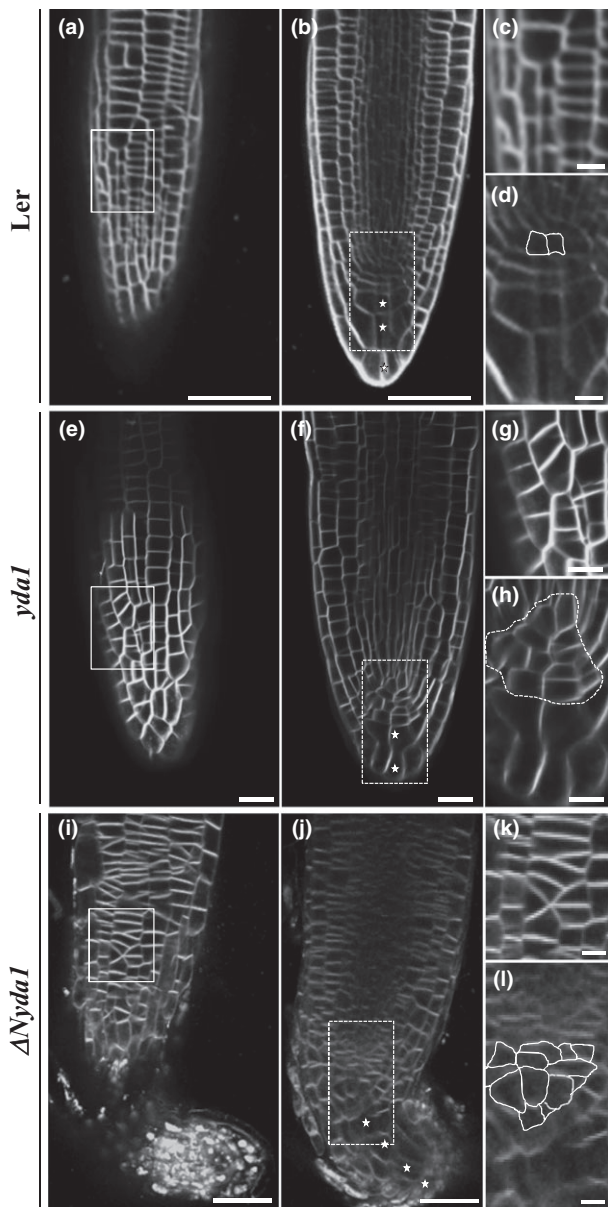 Ler
(a)
(b)
(c)
(d)
yda1
(e)
(f)
(g)
(h)
ΔNyda1
(i)
(j)
(k)
(l)